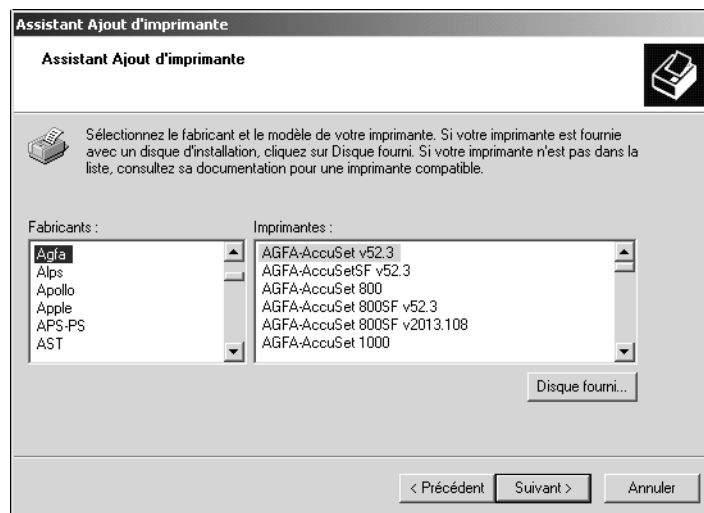 Assistant Ajout d'imprimante
Assistant Ajout d'imprimante
Sélectionnez le fabricant et le modèle de votre imprimante. Si votre imprimante est fournie
avec un disque d'installation, cliquez sur Disque fourni. Si votre imprimante n'est pas dans la
liste, consultez sa documentation pour une imprimante compatible.
Fabricants :
Agfa
Alps
Apollo
Apple
APS-PS
AST
Imprimantes :
AGFA-AccuSet v52.3
AGFA-AccuSetSF v52.3
AGFA-AccuSet 800
AGFA-AccuSet 800SF v52.3
AGFA-AccuSet 800SF v2013.108
AGFA-AccuSet 1000
Disque fourni...
< Précédent
Suivant >
Annuler